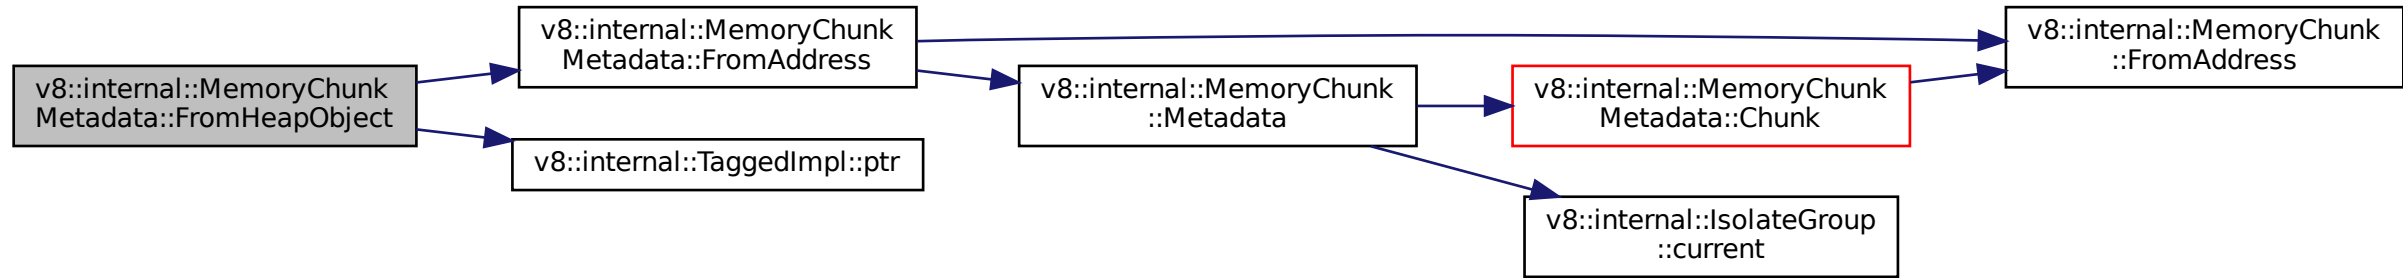 v8::internal::MemoryChunk
Metadata::FromHeapObject
v8::internal::MemoryChunk
Metadata::FromAddress
v8::internal::TaggedImpl::ptr
v8::internal::MemoryChunk
::Metadata
v8::internal::MemoryChunk
Metadata::Chunk
v8::internal::IsolateGroup
::current
v8::internal::MemoryChunk
::FromAddress